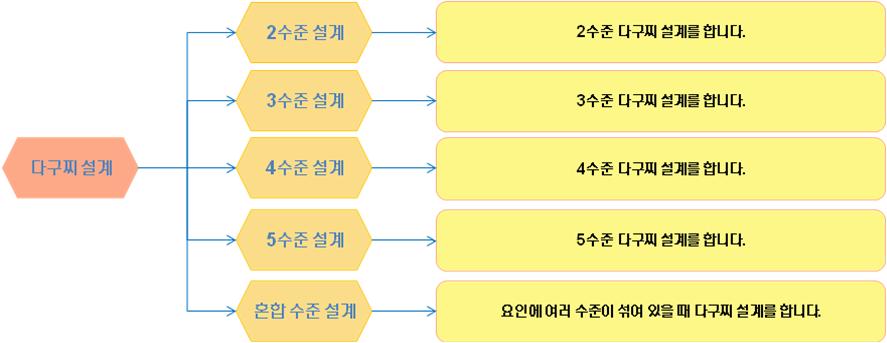 2수준 설계
2수준 다구찌 설계를 합니다.
3수준 설계
3수준 다구찌 설계를 합니다.
다구찌 설계
4수준 설계
4수준 다구찌 설계를 합니다.
5수준 설계
5수준 다구찌 설계를 합니다.
혼합 수준 설계
요인에 여러 수준이 섞여 있을 때 다구찌 설계를 합니다.